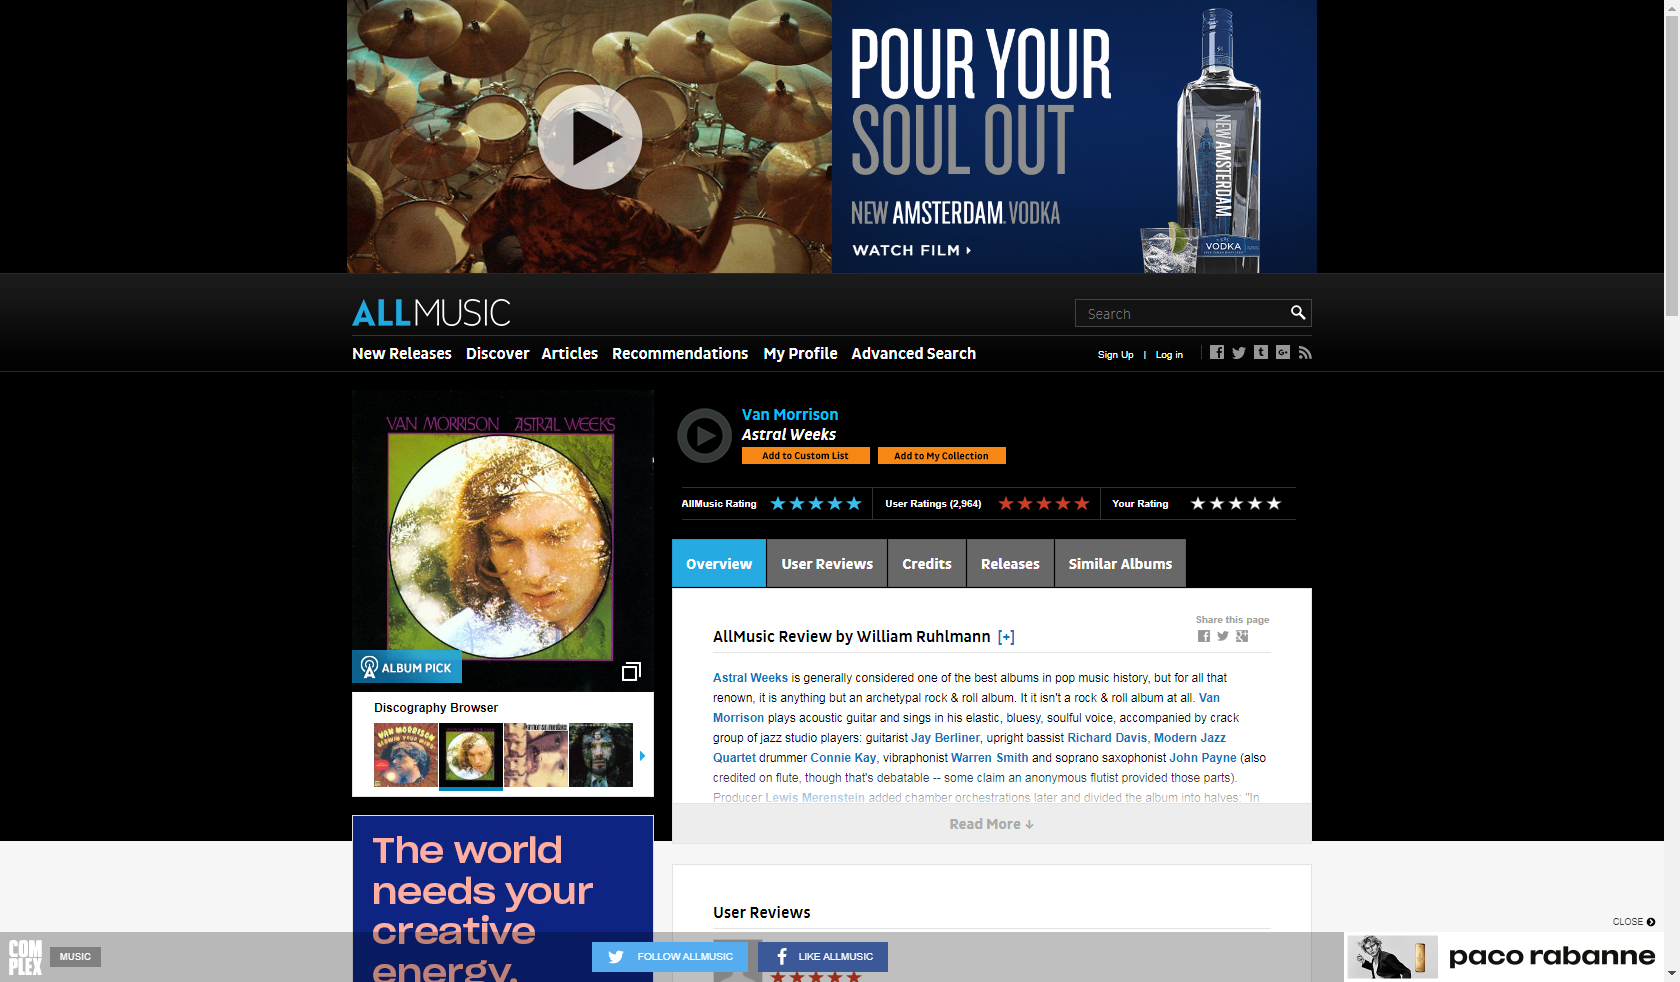 POUR YOUR
SOUL OUT
NEW AMSTERDAM. VODKA
WATCH FILM
NEW AMSTERDAM
VODKA
ALLMUSIC
Search
New Releases Discover Articles Recommendations My Profile Advanced Search
Sign Up | Log in
VAN MORRISON ASTRAL WEEKS
ALBUM PICK
Van Morrison
Astral Weeks
Add to Custom List Add to My Collection
AllMusic Rating User Ratings (2,964) Your Rating
Overview User Reviews Credits Releases Similar Albums
Share this page
AllMusic Review by William Ruhlmann [+]
Astral Weeks is generally considered one of the best albums in pop music history, but for all that
renown, it is anything but an archetypal rock & roll album. It it isn't a rock & roll album at all. Van
Morrison plays acoustic guitar and sings in his elastic, bluesy, soulful voice, accompanied by crack
group of jazz studio players: guitarist Jay Berliner, upright bassist Richard Davis, Modern Jazz
Quartet drummer Connie Kay, vibraphonist Warren Smith and soprano saxophonist John Payne (also
credited on flute, though that's debatable -- some claim an anonymous flutist provided those parts).
Producer Lewis Merenstein added chamber orchestrations later and divided the album into halves: "In
Read More
Discography Browser
VAN MORRISON
The world
needs your
creative
energy.
User Reviews
CLOSE
COMPLEX
MUSIC
FOLLOW ALLMUSIC
LIKE ALLMUSIC
paco rabanne